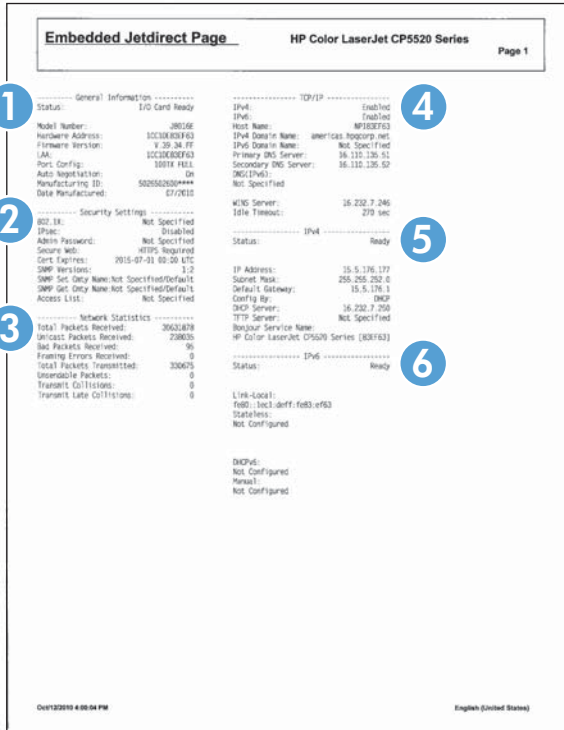 Embedded Jetdirect Page
HP Color LaserJet CP5520 Series
Page 1
1
--------- General Information ---------
Status: I/O Card Ready
Model Number: J8016E
Hardware Address:
Firmware Version: V.39.34.FF
LAA:
Port Config: 100TX FULL
Auto Negotiation: On
Manufacturing ID:
Date Manufactured: 07/2010
2
--------- Security Settings ---------
802.1X: Not Specified
IPsec: Disabled
Admin Password: Not Specified
Secure Web: HTTPS Required
Cert Expires: 2015-07-01 00:00 UTC
SNMP Versions: 1;2
SNMP Set Cmty Name:Not Specified/Default
SNMP Get Cmty Name:Not Specified/Default
Access List: Not Specified
3
--------- Network Statistics ---------
Total Packets Received: 30631878
Unicast Packets Received: 238035
Bad Packets Received: 95
Framing Errors Received: 0
Total Packets Transmitted: 330675
Unsendable Packets: 0
Transmit Collisions: 0
Transmit Late Collisions: 0
4
--------------- TCP/IP ---------------
IPv4: Enabled
IPv6: Enabled
Host Name:
IPv4 Domain Name: americas.hpqcorp.net
IPv6 Domain Name: Not Specified
Primary DNS Server: 16.110.135.51
Secondary DNS Server: 16.110.135.52
DNS(IPv6):
Not Specified
WINS Server: 16.232.7.246
Idle Timeout: 270 sec
5
---------------- IPv4 ----------------
Status: Ready
IP Address: 15.5.176.177
Subnet Mask: 255.255.252.0
Default Gateway: 15.5.176.1
Config By: DHCP
DHCP Server: 16.232.7.250
TFTP Server: Not Specified
Bonjour Service Name:
HP Color LaserJet CP5520 Series [83EF63]
6
---------------- IPv6 ----------------
Status: Ready
Link-Local:
fe80::1ec1:deff:fe83:ef63
Stateless:
Not Configured
DHCPv6:
Not Configured
Manual:
Not Configured
Oct/12/2010 4:00:04 PM
English (United States)